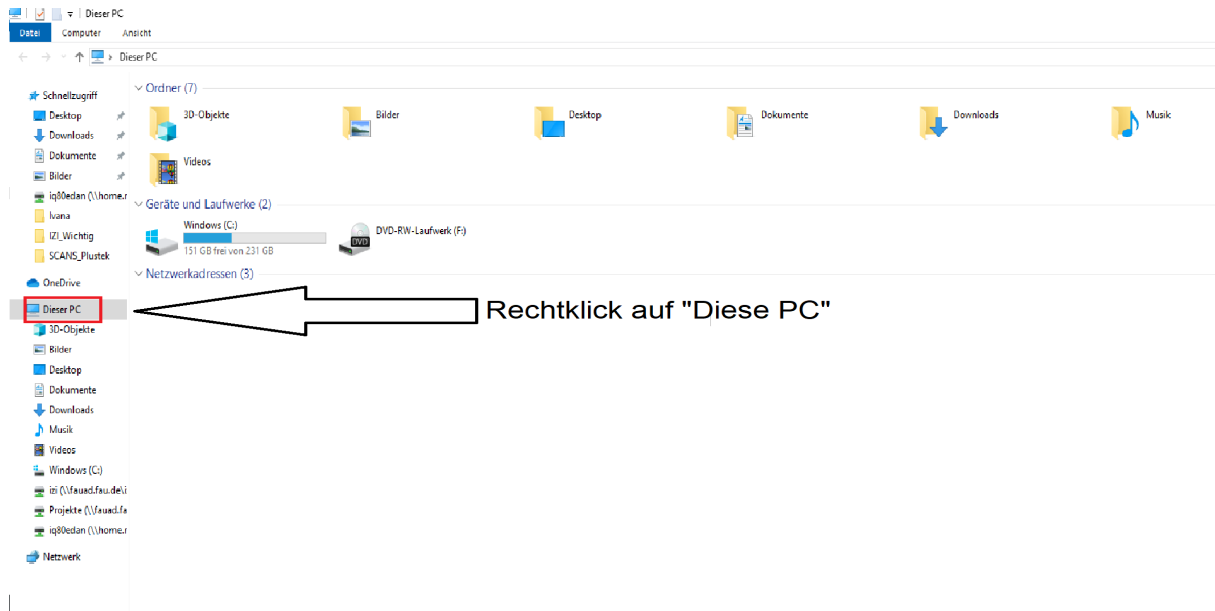 Dieser PC
Datei Computer Ansicht
Dieser PC
Schnellzugriff
Desktop
Downloads
Dokumente
Bilder
iq80edan (\\home.r
Ivana
IZI_Wichtig
SCANS_Plustek
OneDrive
Dieser PC
3D-Objekte
Bilder
Desktop
Dokumente
Downloads
Musik
Videos
Windows (C:)
izi (\\fauad.fau.de\i
Projekte (\\fauad.fa
iq80edan (\\home.r
Netzwerk
Ordner (7)
3D-Objekte Bilder Desktop Dokumente Downloads Musik
Videos
Geräte und Laufwerke (2)
Windows (C:)
151 GB frei von 231 GB
DVD-RW-Laufwerk (F:)
DVD
Netzwerkadressen (3)
Rechtklick auf "Diese PC"